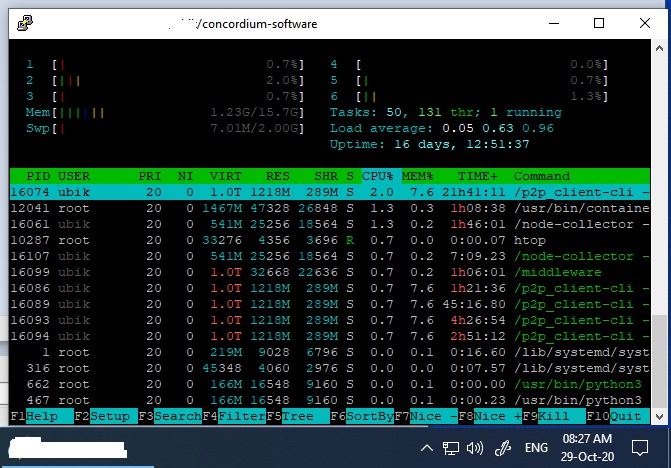 :/concordium-software
1 [| 0.7%] 4 [ 0.0%]
2 [||| 2.0%] 5 [| 0.7%]
3 [| 0.7%] 6 [|| 1.3%]
Mem[|||||| 1.23G/15.7G] Tasks: 50, 131 thr; 1 running
Swp[| 7.01M/2.00G] Load average: 0.05 0.63 0.96
Uptime: 16 days, 12:51:37
PID USER PRI NI VIRT RES SHR S CPU% MEM% TIME+ Command
16074 ubik 20 0 1.0T 1218M 289M S 2.0 7.6 21h41:11 /p2p_client-cli -
12041 root 20 0 1467M 47328 26848 S 1.3 0.3 1h08:38 /usr/bin/containe
16061 ubik 20 0 541M 25256 18564 S 1.3 0.2 1h46:01 /node-collector -
10287 root 20 0 33276 4356 3696 R 0.7 0.0 0:00.07 htop
16107 ubik 20 0 541M 25256 18564 S 0.7 0.2 7:09.23 /node-collector -
16099 ubik 20 0 1.0T 32668 22636 S 0.7 0.2 1h06:01 /middleware
16086 ubik 20 0 1.0T 1218M 289M S 0.7 7.6 1h21:36 /p2p_client-cli -
16089 ubik 20 0 1.0T 1218M 289M S 0.7 7.6 45:16.80 /p2p_client-cli -
16093 ubik 20 0 1.0T 1218M 289M S 0.7 7.6 4h26:54 /p2p_client-cli -
16094 ubik 20 0 1.0T 1218M 289M S 0.7 7.6 2h51:12 /p2p_client-cli -
1 root 20 0 219M 9028 6796 S 0.0 0.1 0:16.60 /lib/systemd/syst
316 root 20 0 45348 4060 2976 S 0.0 0.0 0:07.57 /lib/systemd/syst
662 root 20 0 166M 16548 9160 S 0.0 0.1 0:00.00 /usr/bin/python3
467 root 20 0 166M 16548 9160 S 0.0 0.1 0:00.23 /usr/bin/python3
F1Help F2Setup F3SearchF4FilterF5Tree F6SortByF7Nice -F8Nice +F9Kill F10Quit
ENG 08:27 AM
29-Oct-20